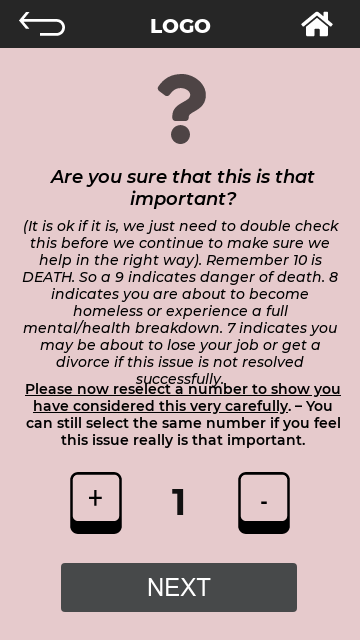 LOGO
?
Are you sure that this is that
important?
(It is ok if it is, we just need to double check
this before we continue to make sure we
help in the right way). Remember 10 is
DEATH. So a 9 indicates danger of death. 8
indicates you are about to become
homeless or experience a full
mental/health breakdown. 7 indicates you
may be about to lose your job or get a
divorce if this issue is not resolved
successfully.
Please now reselect a number to show you
have considered this very carefully. – You
can still select the same number if you feel
this issue really is that important.
+ 1 -
NEXT